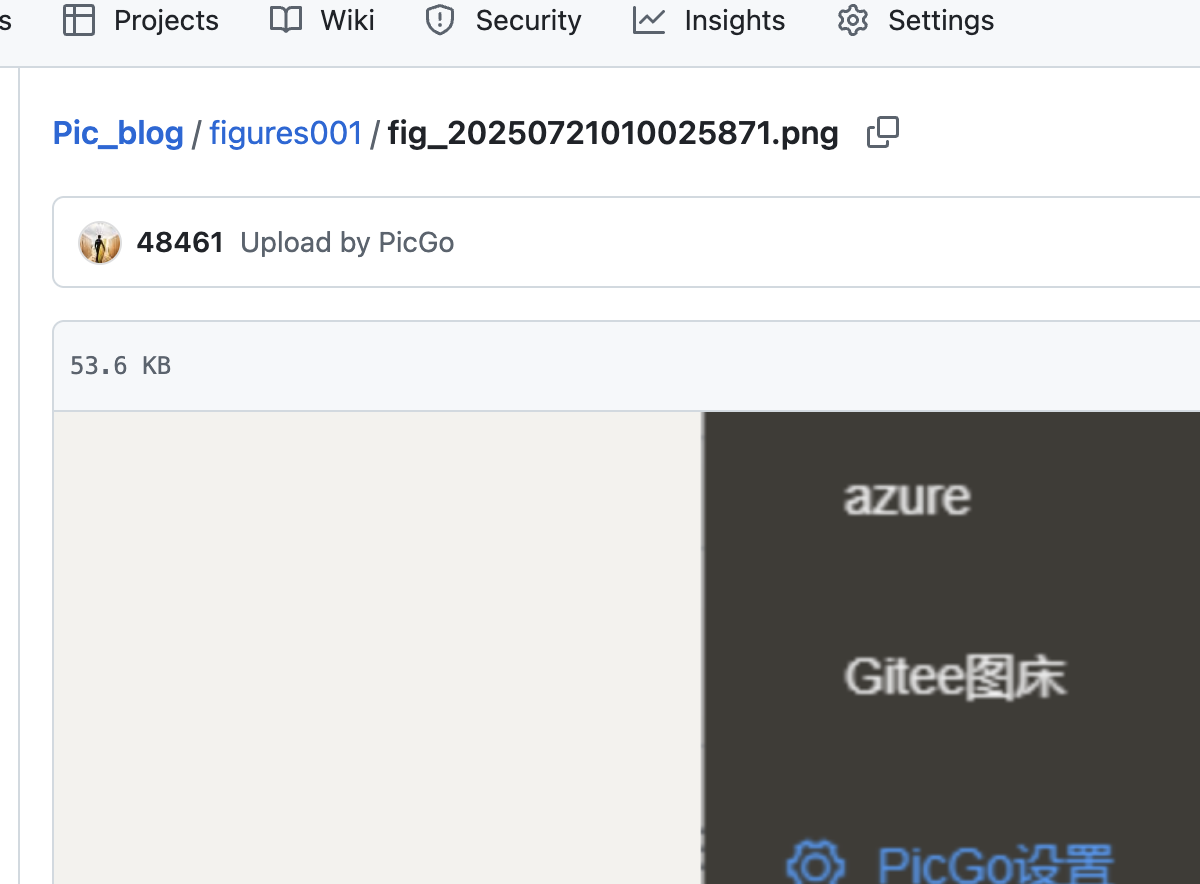 s Projects Wiki Security Insights Settings
Pic_blog / figures001 / fig_20250721010025871.png
48461 Upload by PicGo
53.6 KB
azure
Gitee图床
PicGo设置